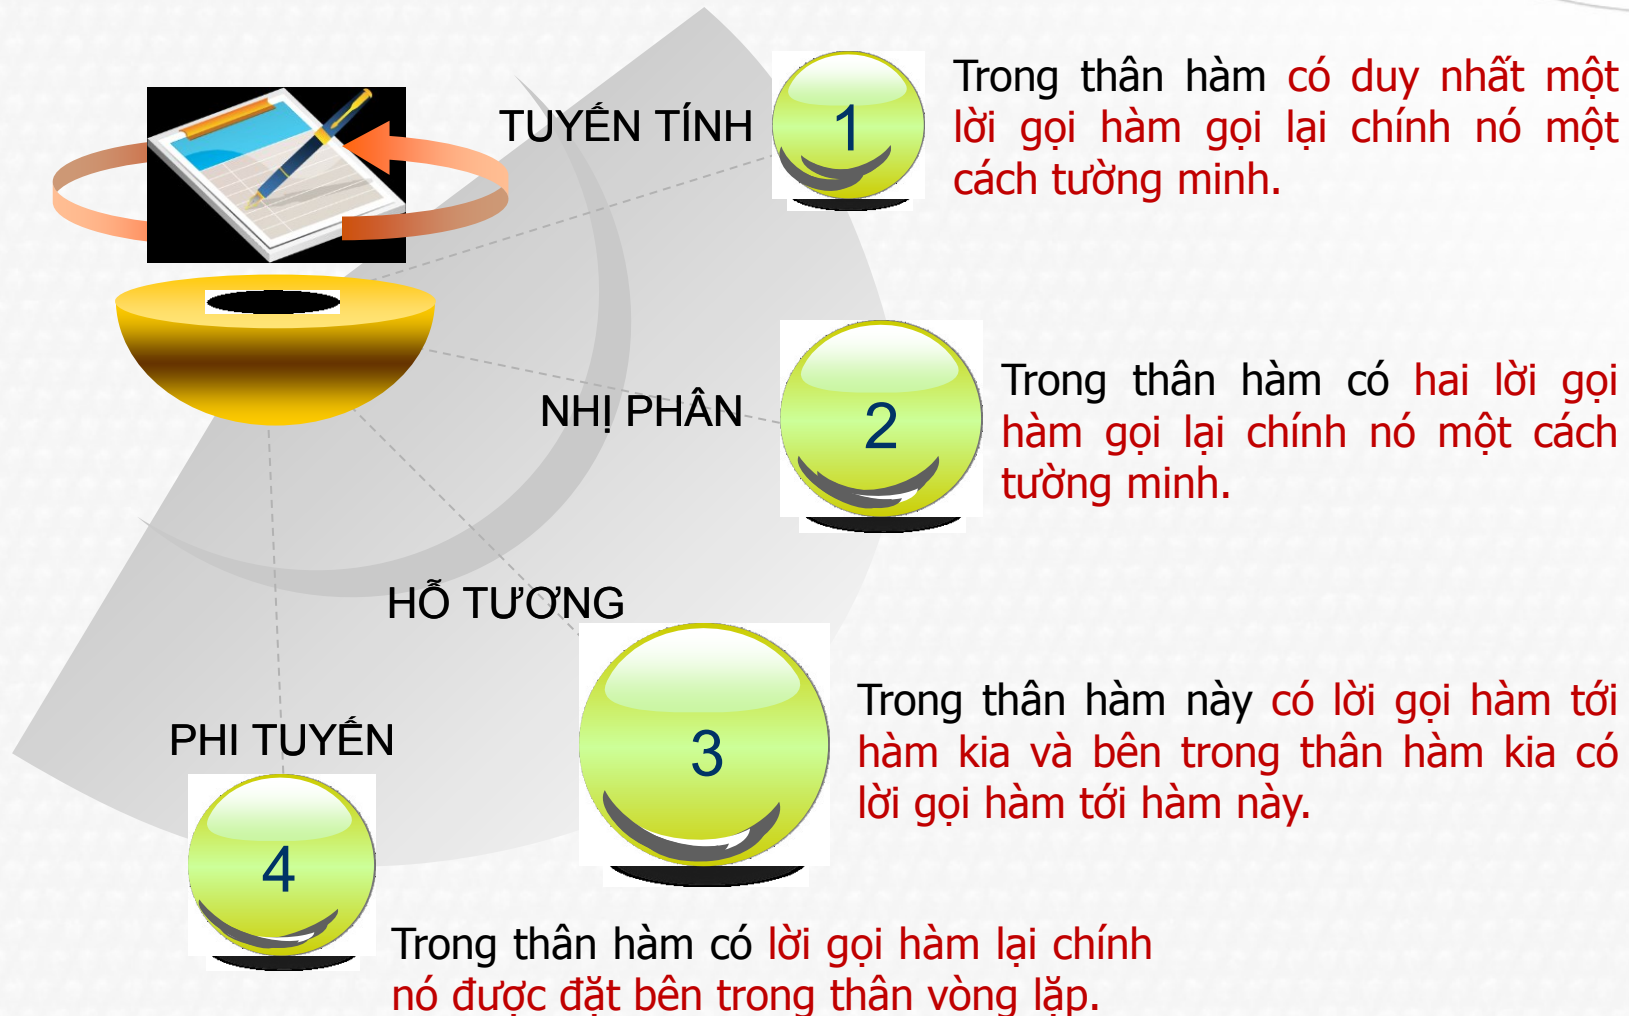 TUYẾN TÍNH
1
Trong thân hàm có duy nhất một
lời gọi hàm gọi lại chính nó một
cách tường minh.
NHỊ PHÂN
2
Trong thân hàm có hai lời gọi
hàm gọi lại chính nó một cách
tường minh.
HỖ TƯƠNG
3
Trong thân hàm này có lời gọi hàm tới
hàm kia và bên trong thân hàm kia có
lời gọi hàm tới hàm này.
PHI TUYẾN
4
Trong thân hàm có lời gọi hàm lại chính
nó được đặt bên trong thân vòng lặp.